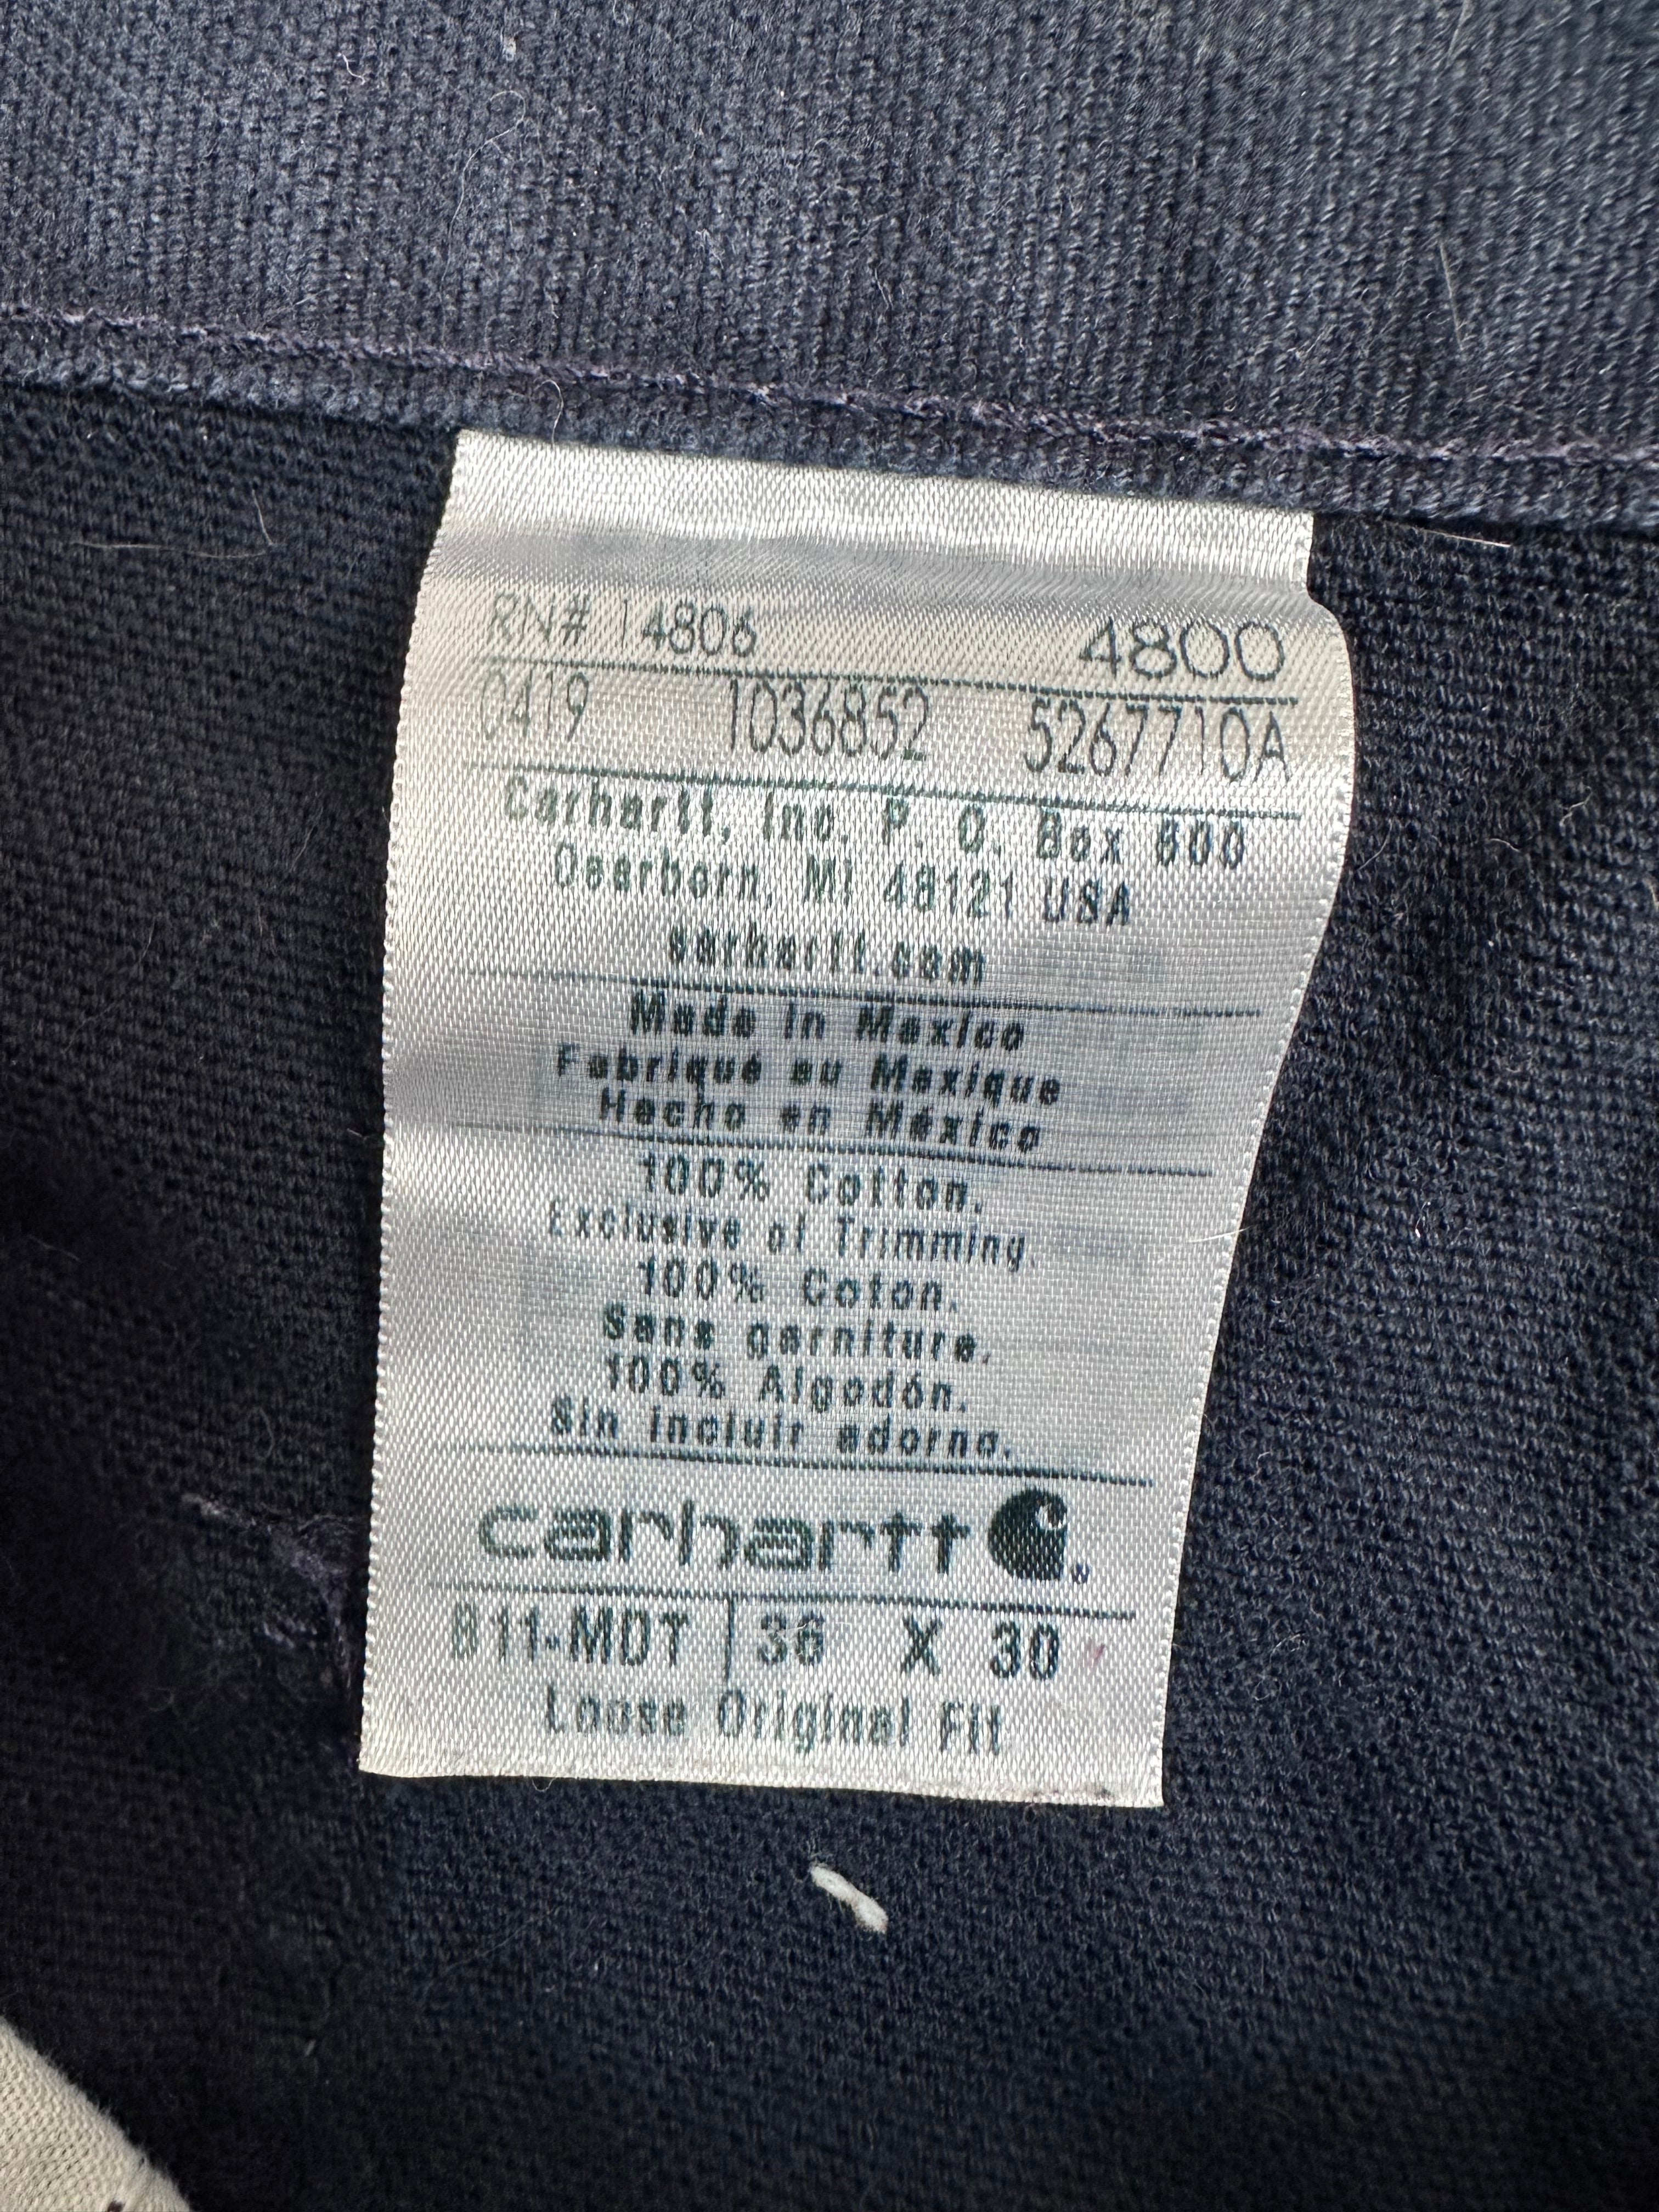 RN# 14806 4800
0419 1036852 5267710A
Carhartt, Inc. P. O. Box 600
Dearborn, MI 48121 USA
carhartt.com
Made in Mexico
Fabriqué au Mexique
Hecho en México
100% Cotton.
Exclusive of Trimming.
100% Coton.
Sans garniture.
100% Algodón.
Sin incluir adorno.
carhartt
B11-MDT 36 X 30
Loose Original Fit